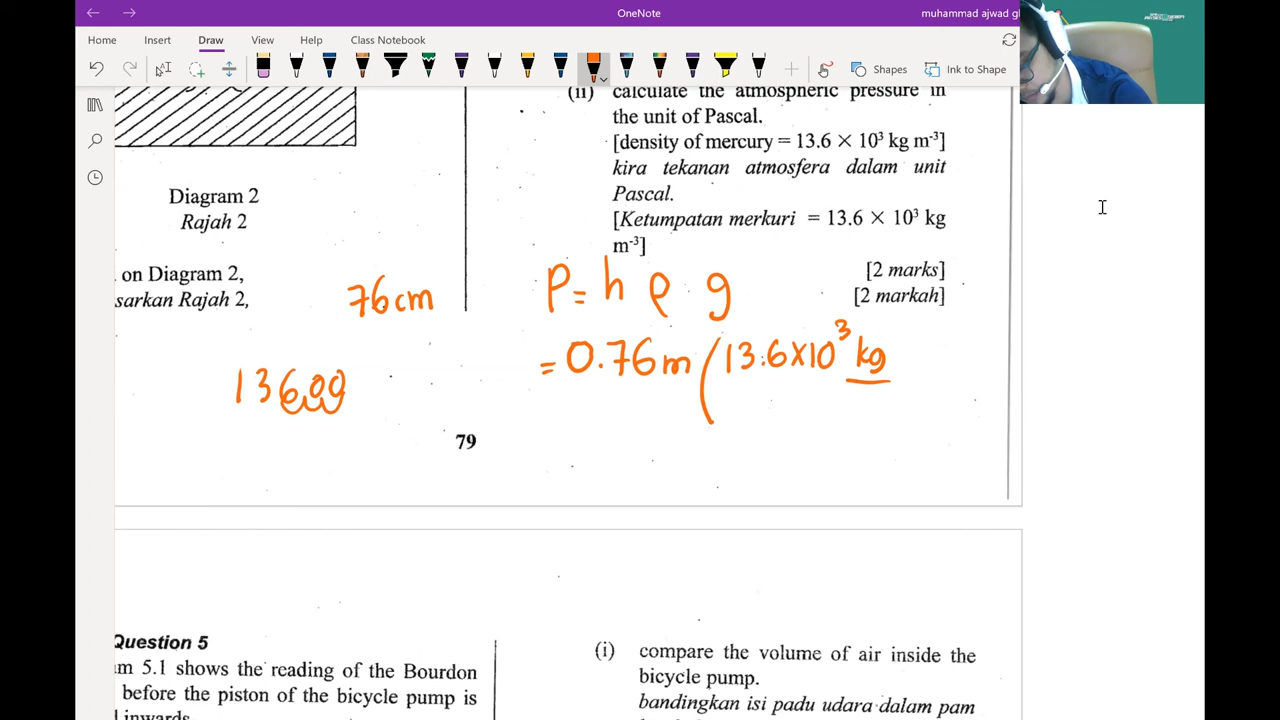 OneNote
muhammad ajwad gh
Home Insert Draw View Help Class Notebook
Shapes
Ink to Shape
Diagram 2
Rajah 2
on Diagram 2,
sarkan Rajah 2,
76cm
13600
79
(ii) calculate the atmospheric pressure in
the unit of Pascal.
[density of mercury = 13.6 × 10³ kg m⁻³]
kira tekanan atmosfera dalam unit
Pascal.
[Ketumpatan merkuri = 13.6 × 10³ kg
m⁻³]
[2 marks]
[2 markah]
P = h ρ g
= 0.76m (13.6×10³ kg
Question 5
m 5.1 shows the reading of the Bourdon
before the piston of the bicycle pump is
inwards.
(i) compare the volume of air inside the
bicycle pump.
bandingkan isi padu udara dalam pam